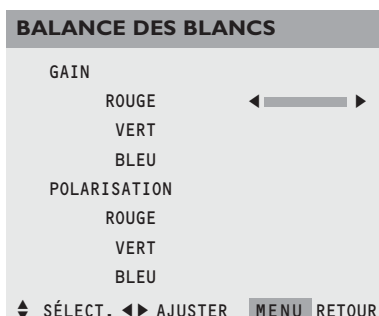 BALANCE DES BLANCS
GAIN
ROUGE
VERT
BLEU
POLARISATION
ROUGE
VERT
BLEU
SÉLECT. AJUSTER MENU RETOUR